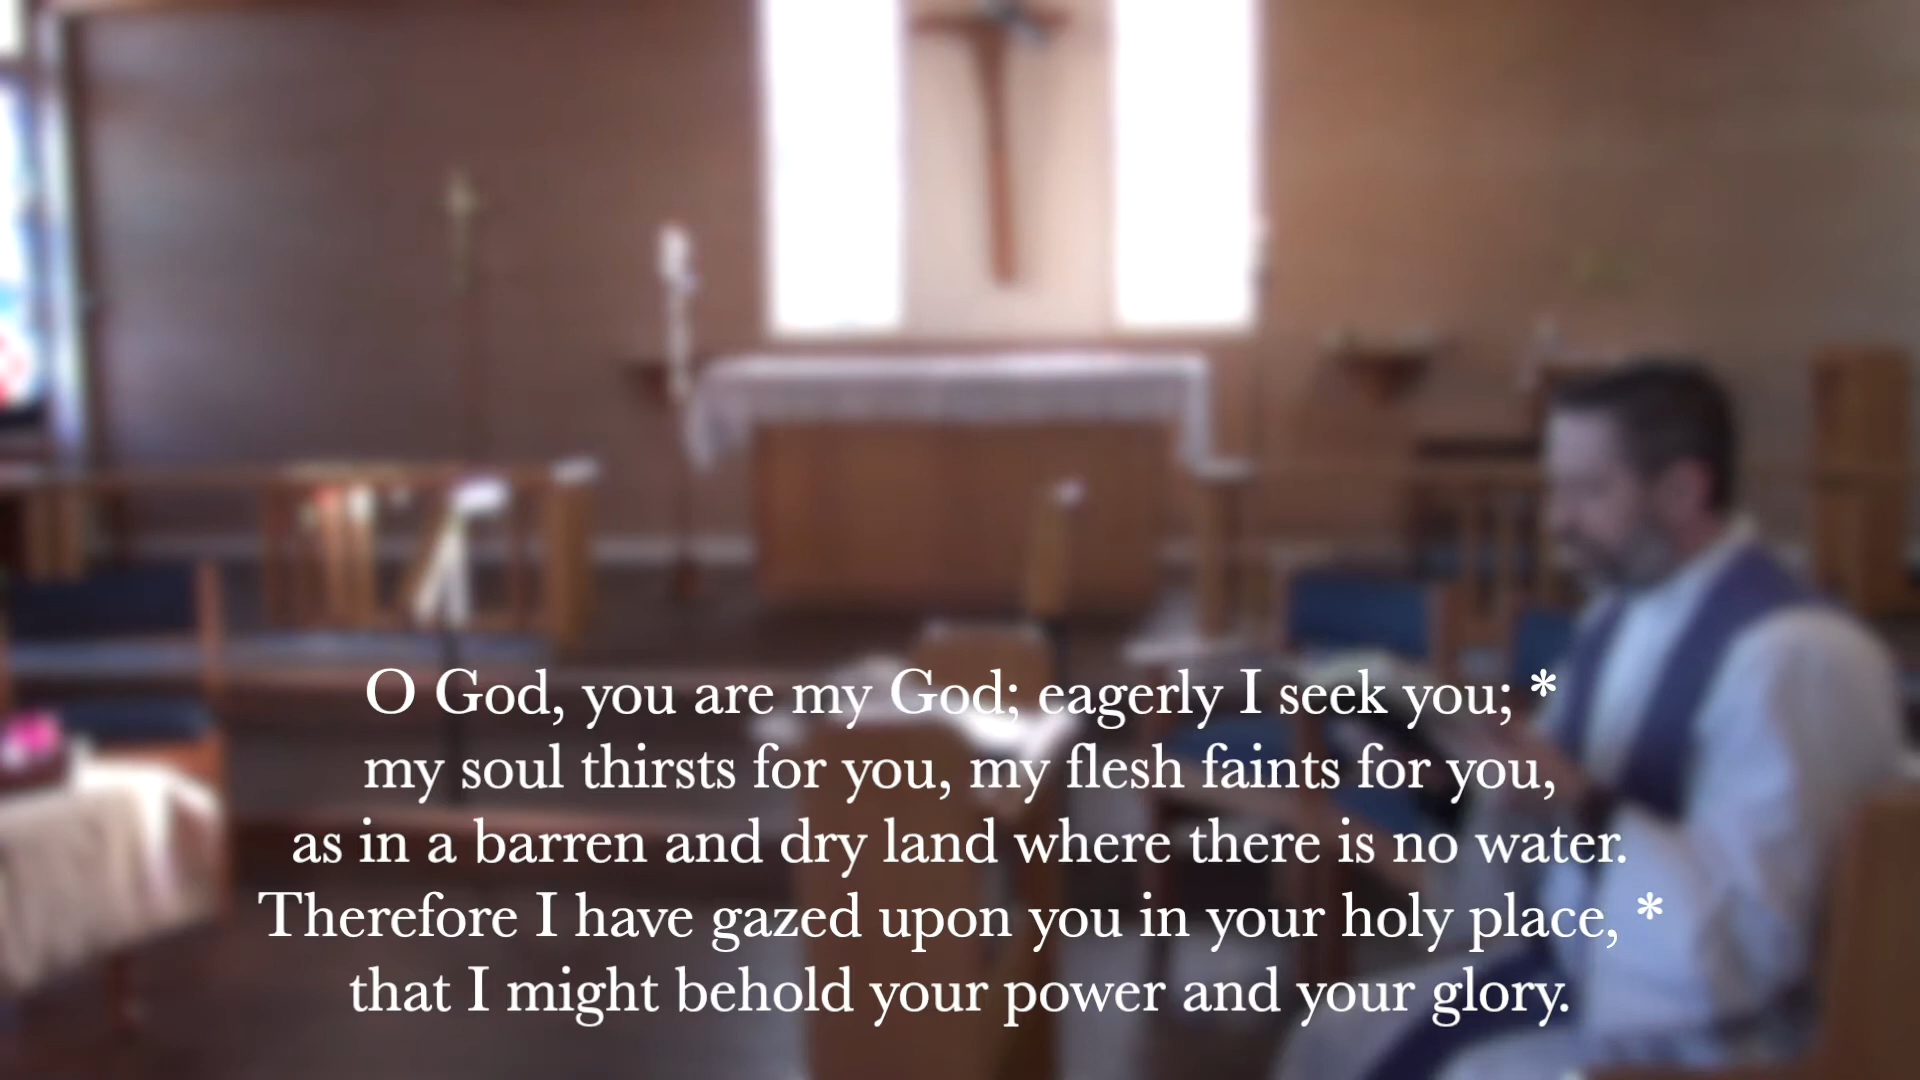 O God, you are my God; eagerly I seek you; *
my soul thirsts for you, my flesh faints for you,
as in a barren and dry land where there is no water.
Therefore I have gazed upon you in your holy place, *
that I might behold your power and your glory.